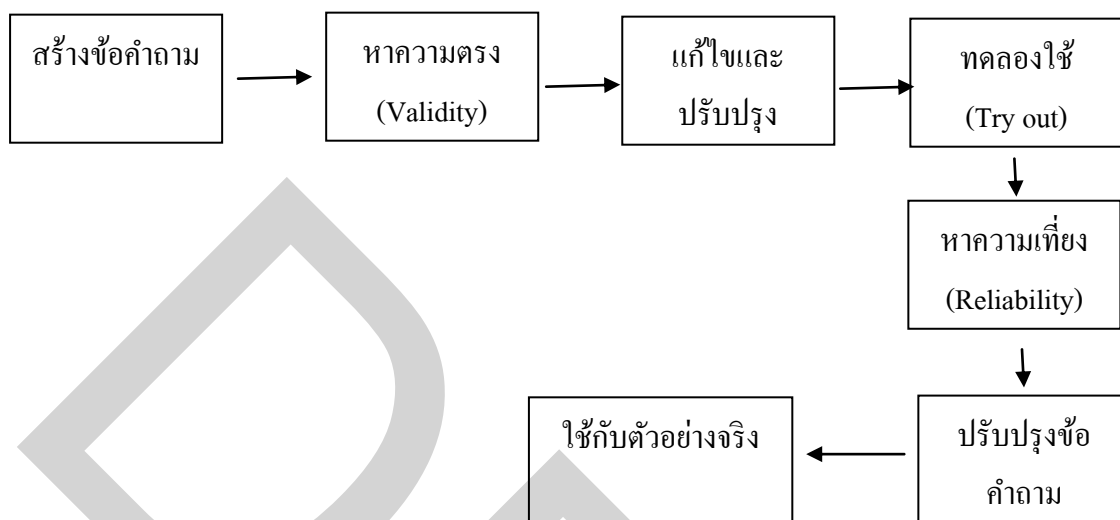 สร้างข้อคำถาม
หาความตรง
(Validity)
แก้ไขและ
ปรับปรุง
ทดลองใช้
(Try out)
หาความเที่ยง
(Reliability)
ปรับปรุงข้อ
คำถาม
ใช้กับตัวอย่างจริง